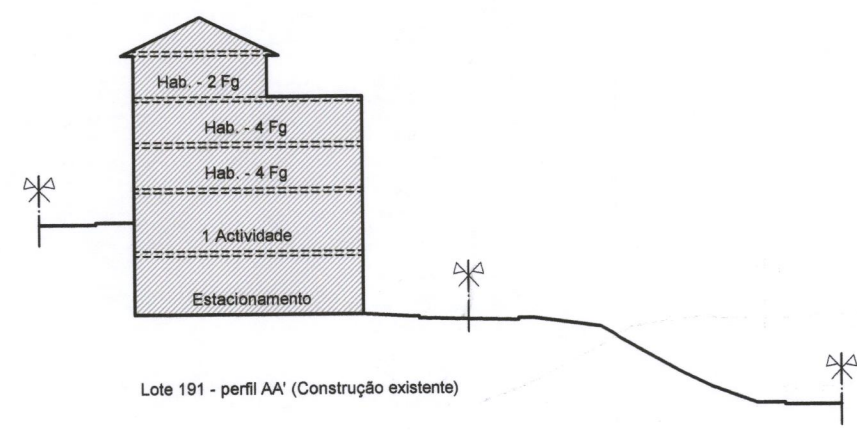 Hab. - 2 Fg
Hab. - 4 Fg
Hab. - 4 Fg
1 Actividade
Estacionamento
Lote 191 - perfil AA' (Construção existente)